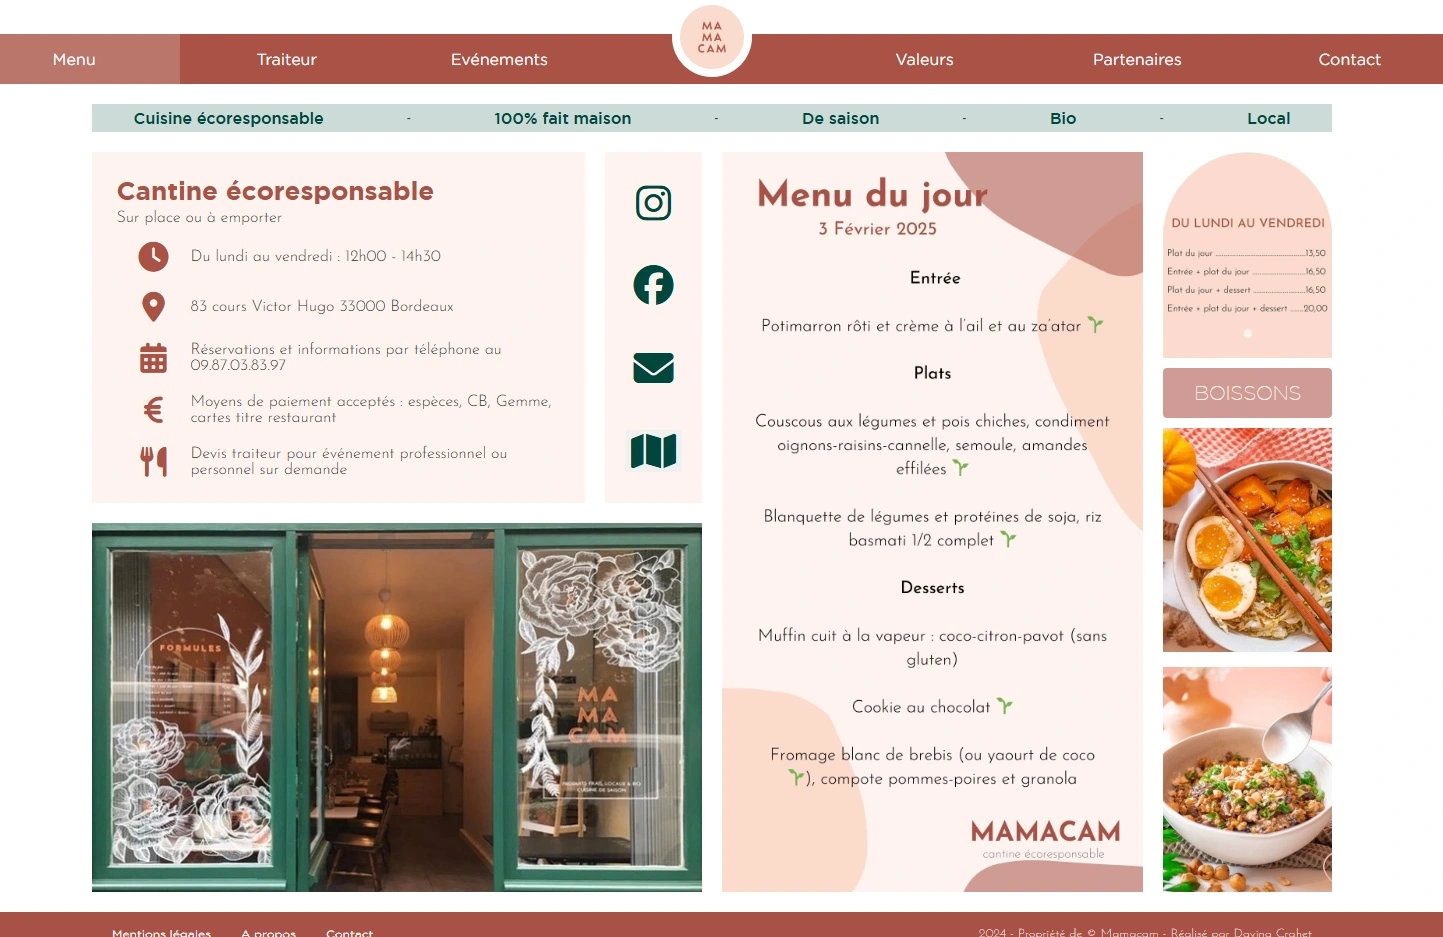 MA
MA
CAM
Menu
Traiteur
Evénements
Valeurs
Partenaires
Contact
Cuisine écoresponsable - 100% fait maison - De saison - Bio - Local
Cantine écoresponsable
Sur place ou à emporter
Du lundi au vendredi : 12h00 - 14h30
83 cours Victor Hugo 33000 Bordeaux
Réservations et informations par téléphone au
09.87.03.83.97
Moyens de paiement acceptés : espèces, CB, Gemme,
cartes titre restaurant
Devis traiteur pour événement professionnel ou
personnel sur demande
FORMULES
MA
MA
CAM
PRODUITS FRAIS, LOCAUX & BIO
CUISINE DE SAISON
Menu du jour
3 Février 2025
Entrée
Potimarron rôti et crème à l'ail et au za'atar
Plats
Couscous aux légumes et pois chiches, condiment
oignons-raisins-cannelle, semoule, amandes
effilées
Blanquette de légumes et protéines de soja, riz
basmati 1/2 complet
Desserts
Muffin cuit à la vapeur : coco-citron-pavot (sans
gluten)
Cookie au chocolat
Fromage blanc de brebis (ou yaourt de coco
), compote pommes-poires et granola
MAMACAM
cantine écoresponsable
DU LUNDI AU VENDREDI
Plat du jour ........................................13,50
Entrée + plat du jour ........................16,50
Plat du jour + dessert ........................16,50
Entrée + plat du jour + dessert ......20,00
BOISSONS
Mentions légales
A propos
Contact
2024 - Propriété de © Mamacam - Réalisé par Davina Crahet